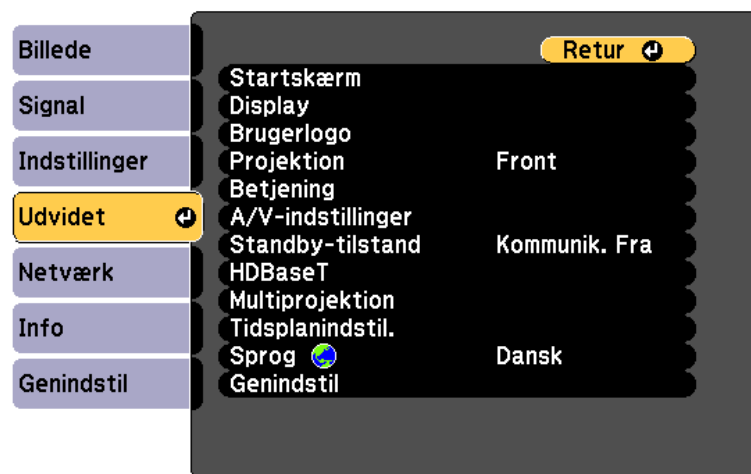 Billede
Signal
Indstillinger
Udvidet
Netværk
Info
Genindstil
Retur
Startskærm
Display
Brugerlogo
Projektion Front
Betjening
A/V-indstillinger
Standby-tilstand Kommunik. Fra
HDBaseT
Multiprojektion
Tidsplanindstil.
Sprog Dansk
Genindstil